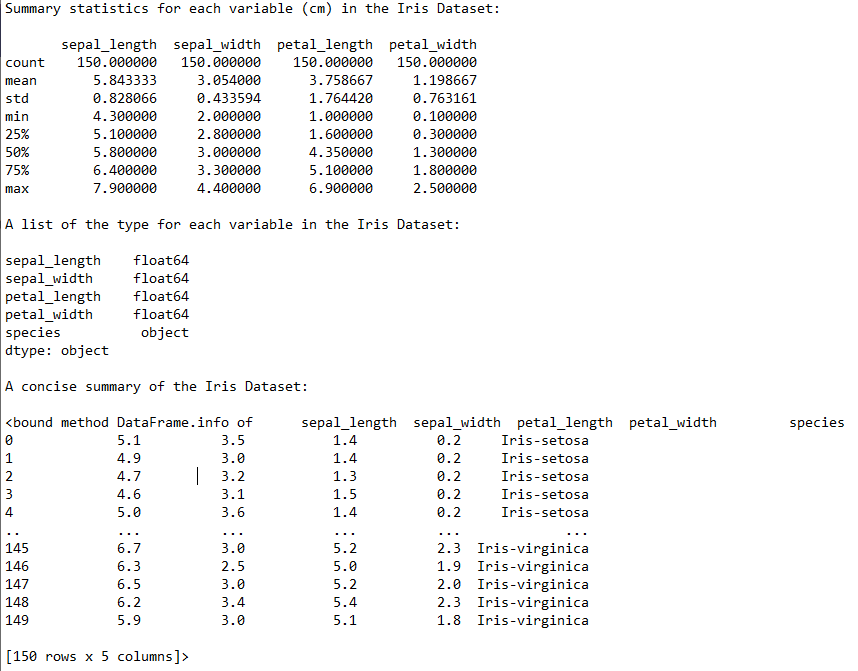 Summary statistics for each variable (cm) in the Iris Dataset:
       sepal_length  sepal_width  petal_length  petal_width
count    150.000000   150.000000    150.000000   150.000000
mean       5.843333     3.054000      3.758667     1.198667
std        0.828066     0.433594      1.764420     0.763161
min        4.300000     2.000000      1.000000     0.100000
25%        5.100000     2.800000      1.600000     0.300000
50%        5.800000     3.000000      4.350000     1.300000
75%        6.400000     3.300000      5.100000     1.800000
max        7.900000     4.400000      6.900000     2.500000
A list of the type for each variable in the Iris Dataset:
sepal_length    float64
sepal_width     float64
petal_length    float64
petal_width     float64
species          object
dtype: object
A concise summary of the Iris Dataset:
<bound method DataFrame.info of      sepal_length  sepal_width  petal_length  petal_width         species
0             5.1          3.5           1.4          0.2     Iris-setosa
1             4.9          3.0           1.4          0.2     Iris-setosa
2             4.7          3.2           1.3          0.2     Iris-setosa
3             4.6          3.1           1.5          0.2     Iris-setosa
4             5.0          3.6           1.4          0.2     Iris-setosa
..            ...          ...           ...          ...             ...
145           6.7          3.0           5.2          2.3  Iris-virginica
146           6.3          2.5           5.0          1.9  Iris-virginica
147           6.5          3.0           5.2          2.0  Iris-virginica
148           6.2          3.4           5.4          2.3  Iris-virginica
149           5.9          3.0           5.1          1.8  Iris-virginica
[150 rows x 5 columns]>